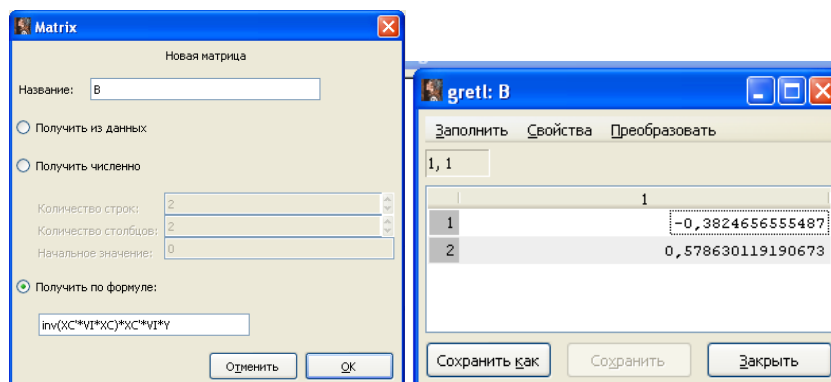 Matrix
Новая матрица
Название: B
Получить из данных
Получить численно
Количество строк: 2
Количество столбцов: 2
Начальное значение: 0
Получить по формуле:
inv(XC'*VI*XC)*XC'*VI*Y
Отменить OK
gretl: B
Заполнить Свойства Преобразовать
1, 1
1
1 -0,3824656555487
2 0,578630119190673
Сохранить как Сохранить Закрыть